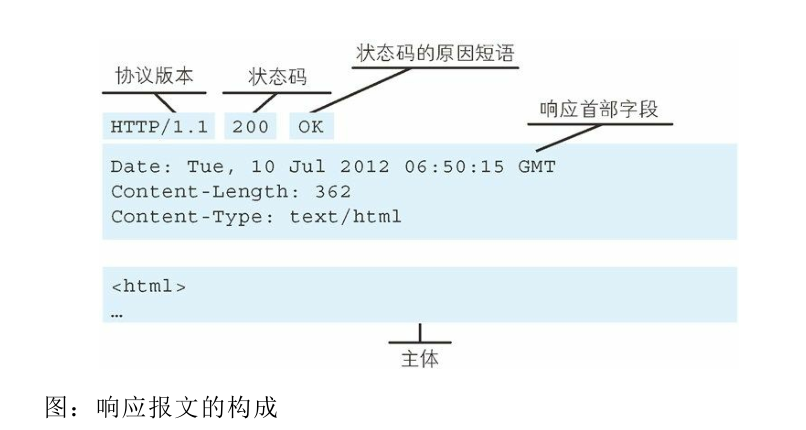 状态码的原因短语
协议版本 状态码
响应首部字段
HTTP/1.1 200 OK
Date: Tue, 10 Jul 2012 06:50:15 GMT
Content-Length: 362
Content-Type: text/html
<html>
…
主体
图：响应报文的构成